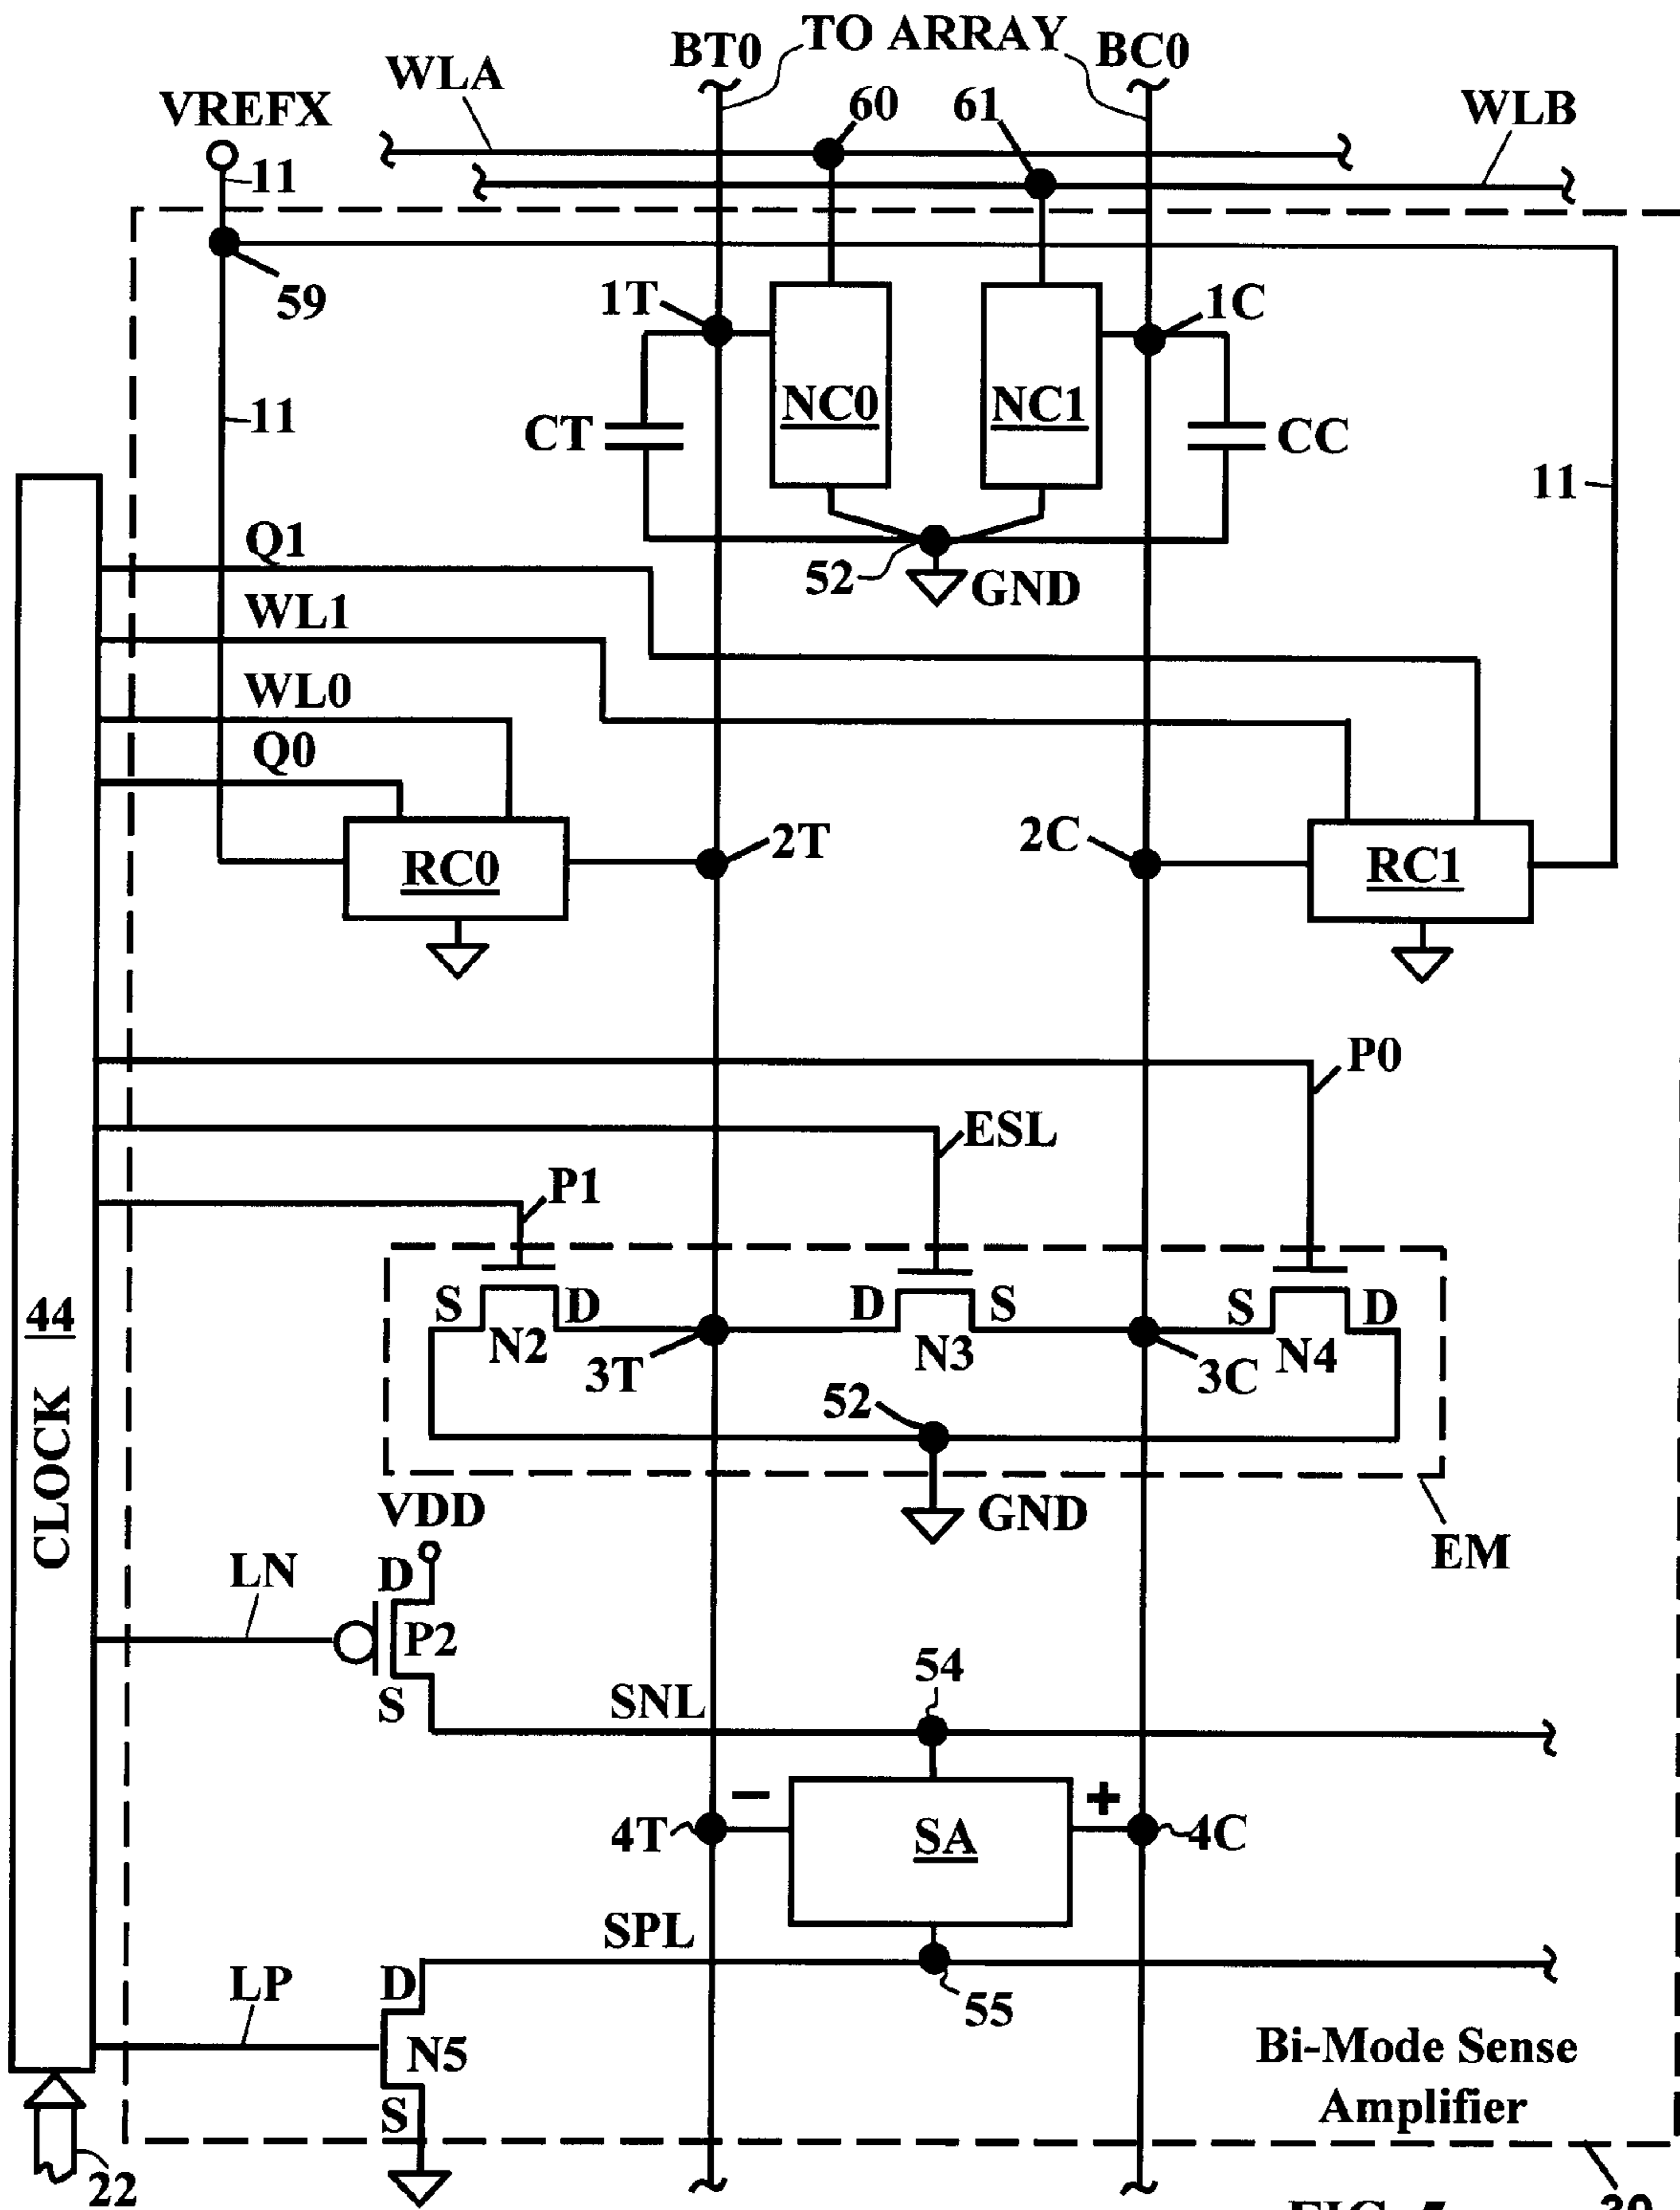 BT0
TO ARRAY
BC0
WLA
VREFX
60
61
WLB
11
59
1T
1C
NC0
NC1
11
CT
CC
11
Q1
52
GND
WL1
WL0
Q0
2T
2C
RC0
RC1
P0
ESL
P1
44
CLOCK
S
D
D
S
S
D
N2
N3
N4
3T
3C
52
VDD
GND
EM
D
LN
P2
S
54
SNL
4T
−
SA
+
4C
SPL
D
LP
55
N5
S
Bi-Mode Sense
Amplifier
22